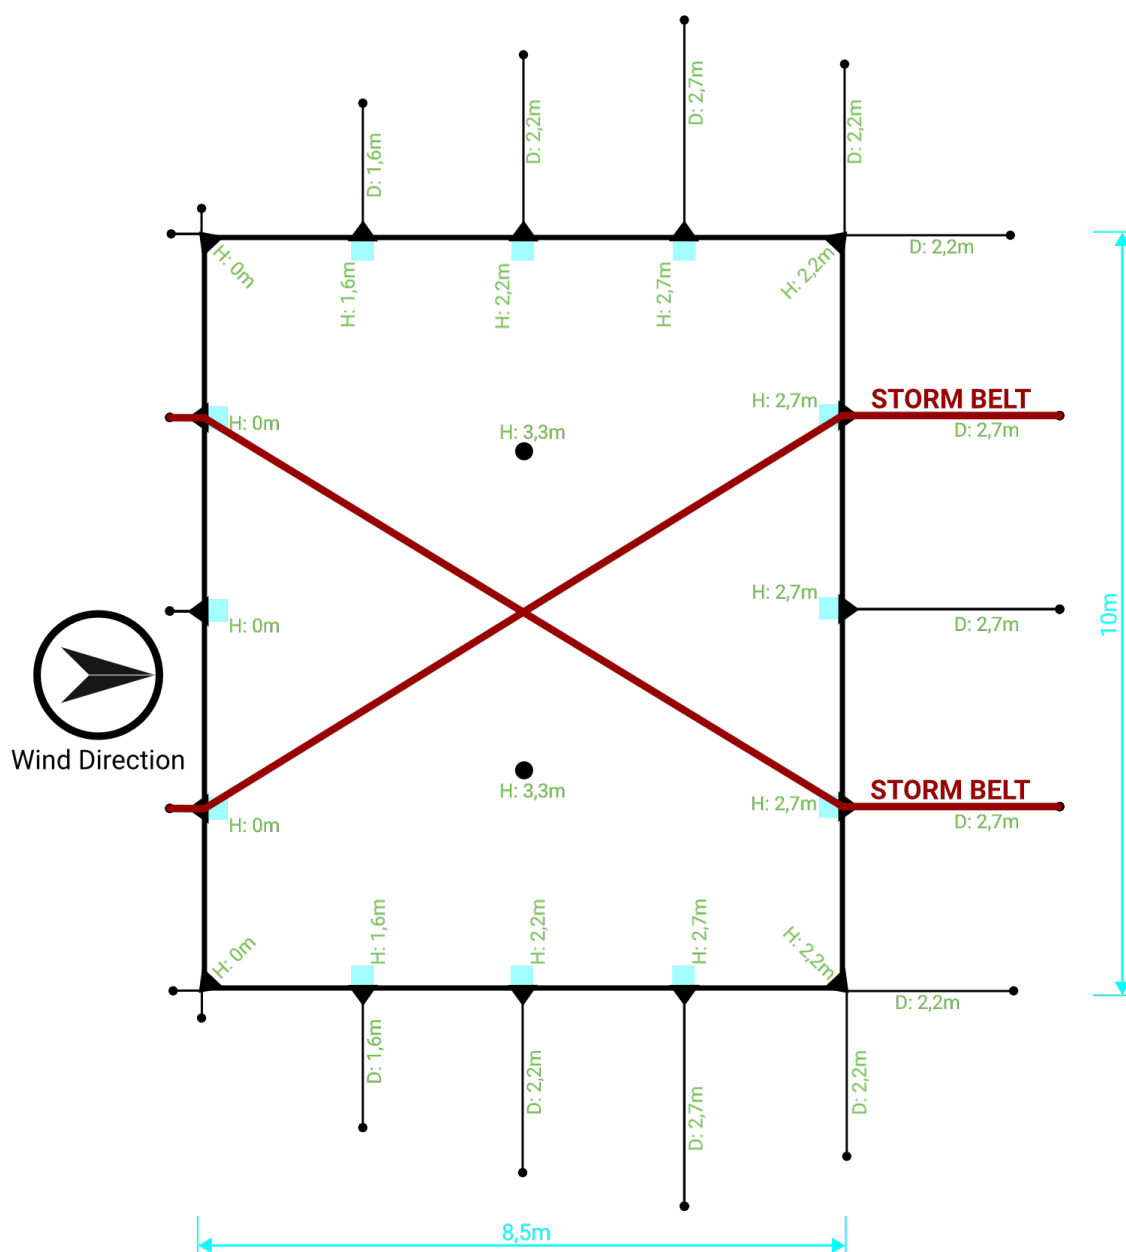 D: 2,7m
D: 2,2m
D: 2,2m
D: 1,6m
D: 2,2m
H: 0m
H: 1,6m
H: 2,2m
H: 2,7m
H: 2,2m
H: 2,7m
STORM BELT
H: 0m
H: 3,3m
D: 2,7m
H: 2,7m
H: 0m
D: 2,7m
10m
Wind Direction
H: 3,3m
STORM BELT
H: 2,7m
H: 0m
D: 2,7m
H: 0m
H: 1,6m
H: 2,2m
H: 2,7m
H: 2,2m
D: 2,2m
D: 1,6m
D: 2,2m
D: 2,7m
D: 2,2m
8,5m